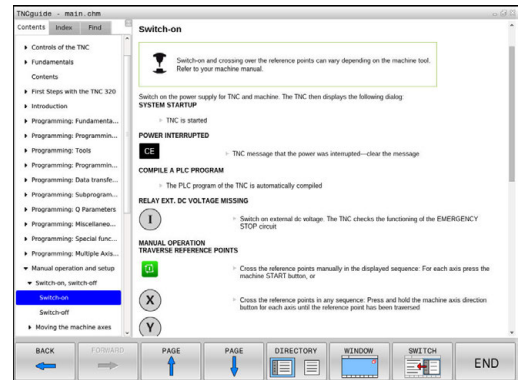 TNCguide - main.chm
Contents Index Find
Controls of the TNC
Fundamentals
Contents
First Steps with the TNC 320
Introduction
Programming: Fundamenta...
Programming: Programmin...
Programming: Tools
Programming: Programmin...
Programming: Data transfe...
Programming: Subprogram...
Programming: Q Parameters
Programming: Miscellaneo...
Programming: Special func...
Programming: Multiple Axis...
Manual operation and setup
Switch-on, switch-off
Switch-on
Switch-off
Moving the machine axes
Switch-on
Switch-on and crossing over the reference points can vary depending on the machine tool.
Refer to your machine manual.
Switch on the power supply for TNC and machine. The TNC then displays the following dialog:
SYSTEM STARTUP
TNC is started
POWER INTERRUPTED
CE
TNC message that the power was interrupted—clear the message
COMPILE A PLC PROGRAM
The PLC program of the TNC is automatically compiled
RELAY EXT. DC VOLTAGE MISSING
I
Switch on external dc voltage. The TNC checks the functioning of the EMERGENCY
STOP circuit
MANUAL OPERATION
TRAVERSE REFERENCE POINTS
Cross the reference points manually in the displayed sequence: For each axis press the
machine START button, or
X
Cross the reference points in any sequence: Press and hold the machine axis direction
button for each axis until the reference point has been traversed
Y
BACK FORWARD PAGE PAGE DIRECTORY WINDOW SWITCH END